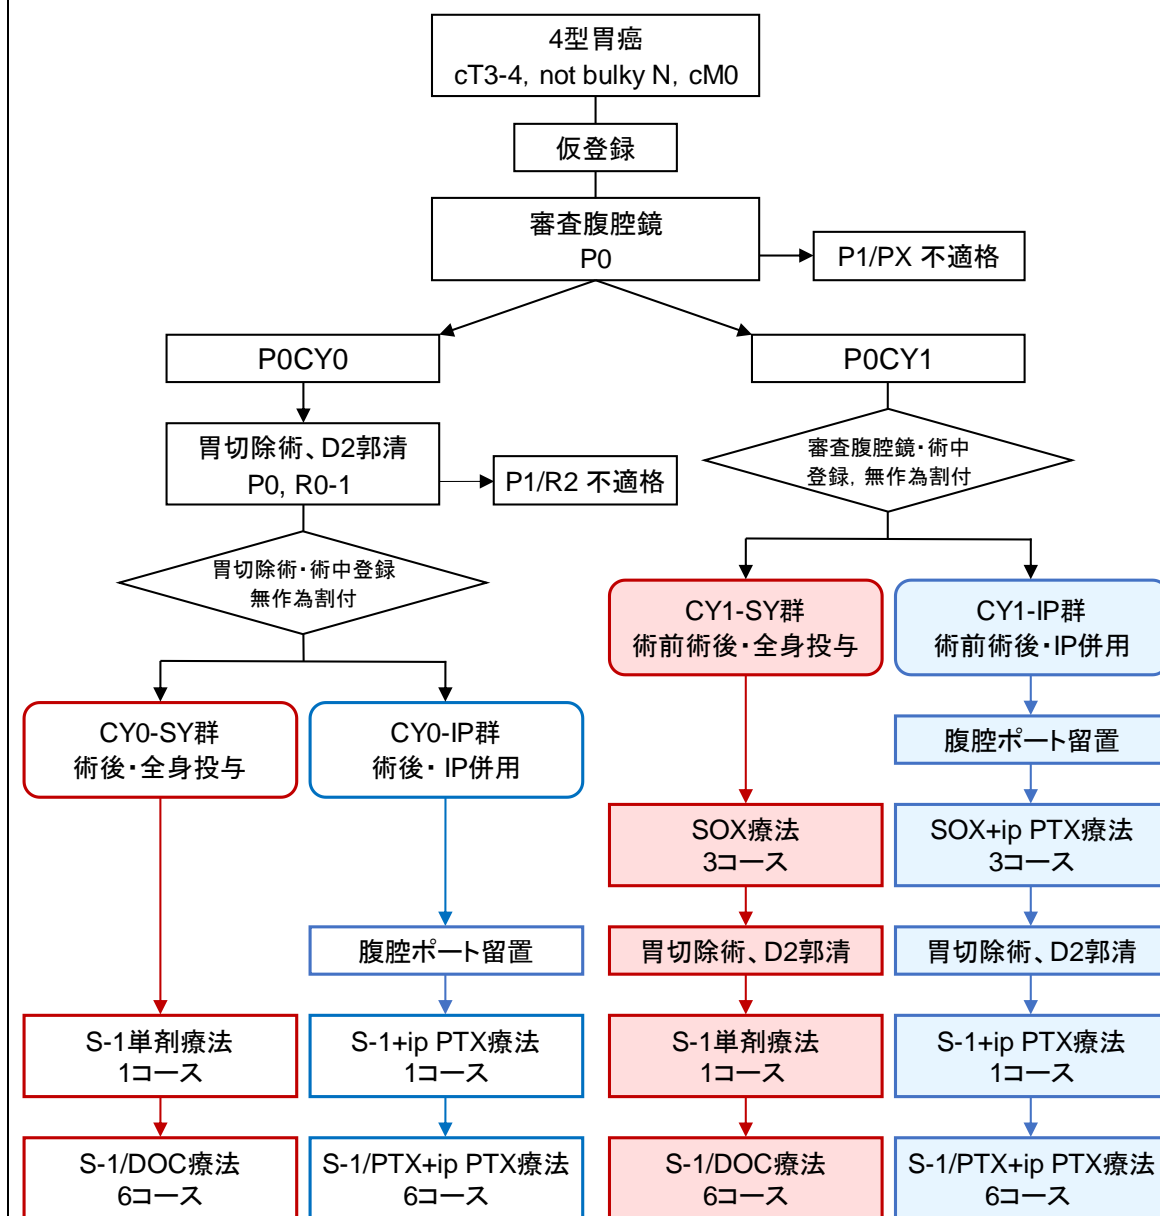 4型胃癌
cT3-4, not bulky N, cM0
仮登録
審査腹腔鏡
P0
P1/PX 不適格
P0CY0
P0CY1
胃切除術、D2郭清
P0, R0-1
P1/R2 不適格
審査腹腔鏡・術中
登録, 無作為割付
胃切除術・術中登録
無作為割付
CY1-SY群
術前術後・全身投与
CY1-IP群
術前術後・IP併用
CY0-SY群
術後・全身投与
CY0-IP群
術後・ IP併用
腹腔ポート留置
SOX療法
3コース
SOX+ip PTX療法
3コース
腹腔ポート留置
胃切除術、D2郭清
胃切除術、D2郭清
S-1単剤療法
1コース
S-1+ip PTX療法
1コース
S-1単剤療法
1コース
S-1+ip PTX療法
1コース
S-1/DOC療法
6コース
S-1/PTX+ip PTX療法
6コース
S-1/DOC療法
6コース
S-1/PTX+ip PTX療法
6コース